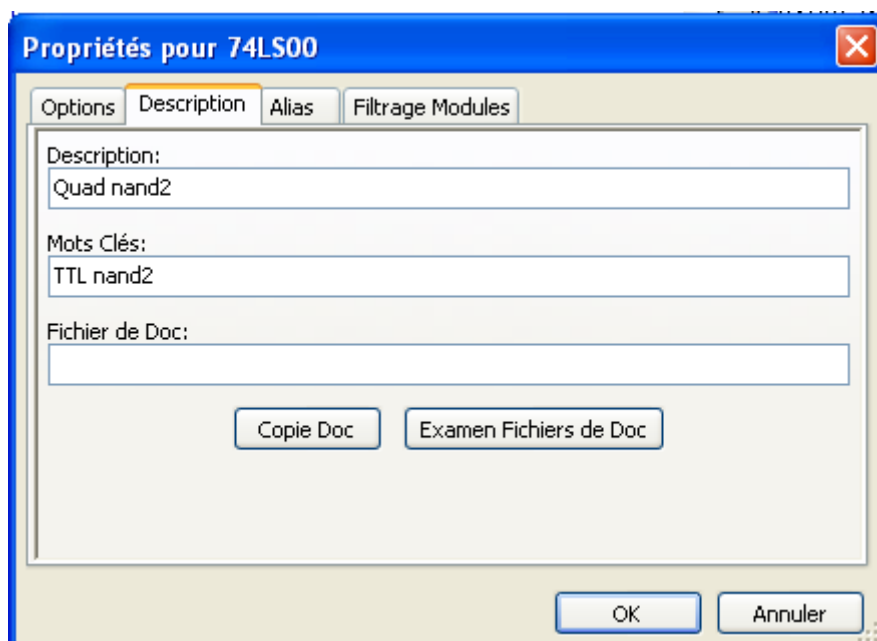 Propriétés pour 74LS00
Options Description Alias Filtrage Modules
Description:
Quad nand2
Mots Clés:
TTL nand2
Fichier de Doc:
Copie Doc Examen Fichiers de Doc
OK Annuler